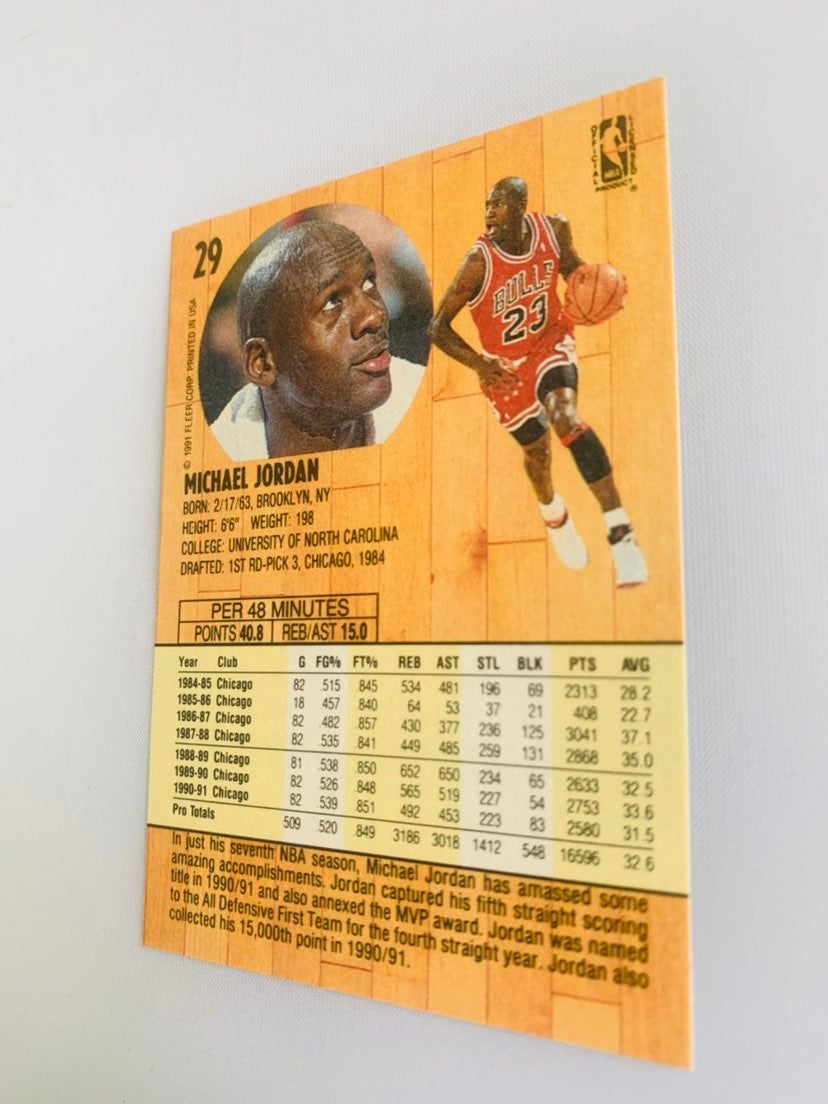 29
OFFICIAL LICENSED
NBA
PRODUCT ®
© 1991 FLEER CORP. PRINTED IN USA
BULLS
23
MICHAEL JORDAN
BORN: 2/17/63, BROOKLYN, NY
HEIGHT: 6'6" WEIGHT: 198
COLLEGE: UNIVERSITY OF NORTH CAROLINA
DRAFTED: 1ST RD-PICK 3, CHICAGO, 1984
PER 48 MINUTES
POINTS 40.8 REB/AST 15.0
Year Club G FG% FT% REB AST STL BLK PTS AVG
1984-85 Chicago 82 .515 .845 534 481 196 69 2313 28.2
1985-86 Chicago 18 .457 .840 64 53 37 21 408 22.7
1986-87 Chicago 82 .482 .857 430 377 236 125 3041 37.1
1987-88 Chicago 82 .535 .841 449 485 259 131 2868 35.0
1988-89 Chicago 81 .538 .850 652 650 234 65 2633 32.5
1989-90 Chicago 82 .526 .848 565 519 227 54 2753 33.6
1990-91 Chicago 82 .539 .851 492 453 223 83 2580 31.5
Pro Totals 509 .520 .849 3186 3018 1412 548 16596 32.6
In just his seventh NBA season, Michael Jordan has amassed some
amazing accomplishments. Jordan captured his fifth straight scoring
title in 1990/91 and also annexed the MVP award. Jordan was named
to the All Defensive First Team for the fourth straight year. Jordan also
collected his 15,000th point in 1990/91.